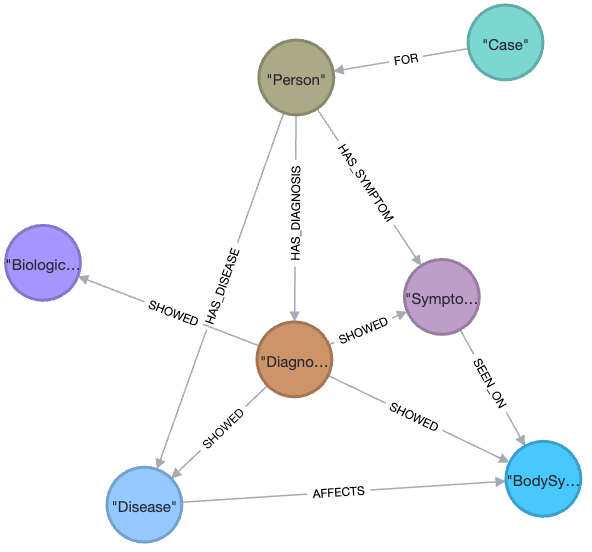 "Case"
FOR
"Person"
HAS_SYMPTOM
HAS_DIAGNOSIS
HAS_DISEASE
"Biologic...
"Sympto...
SHOWED
SHOWED
"Diagno...
SEEN_ON
SHOWED
SHOWED
"BodySy...
AFFECTS
"Disease"